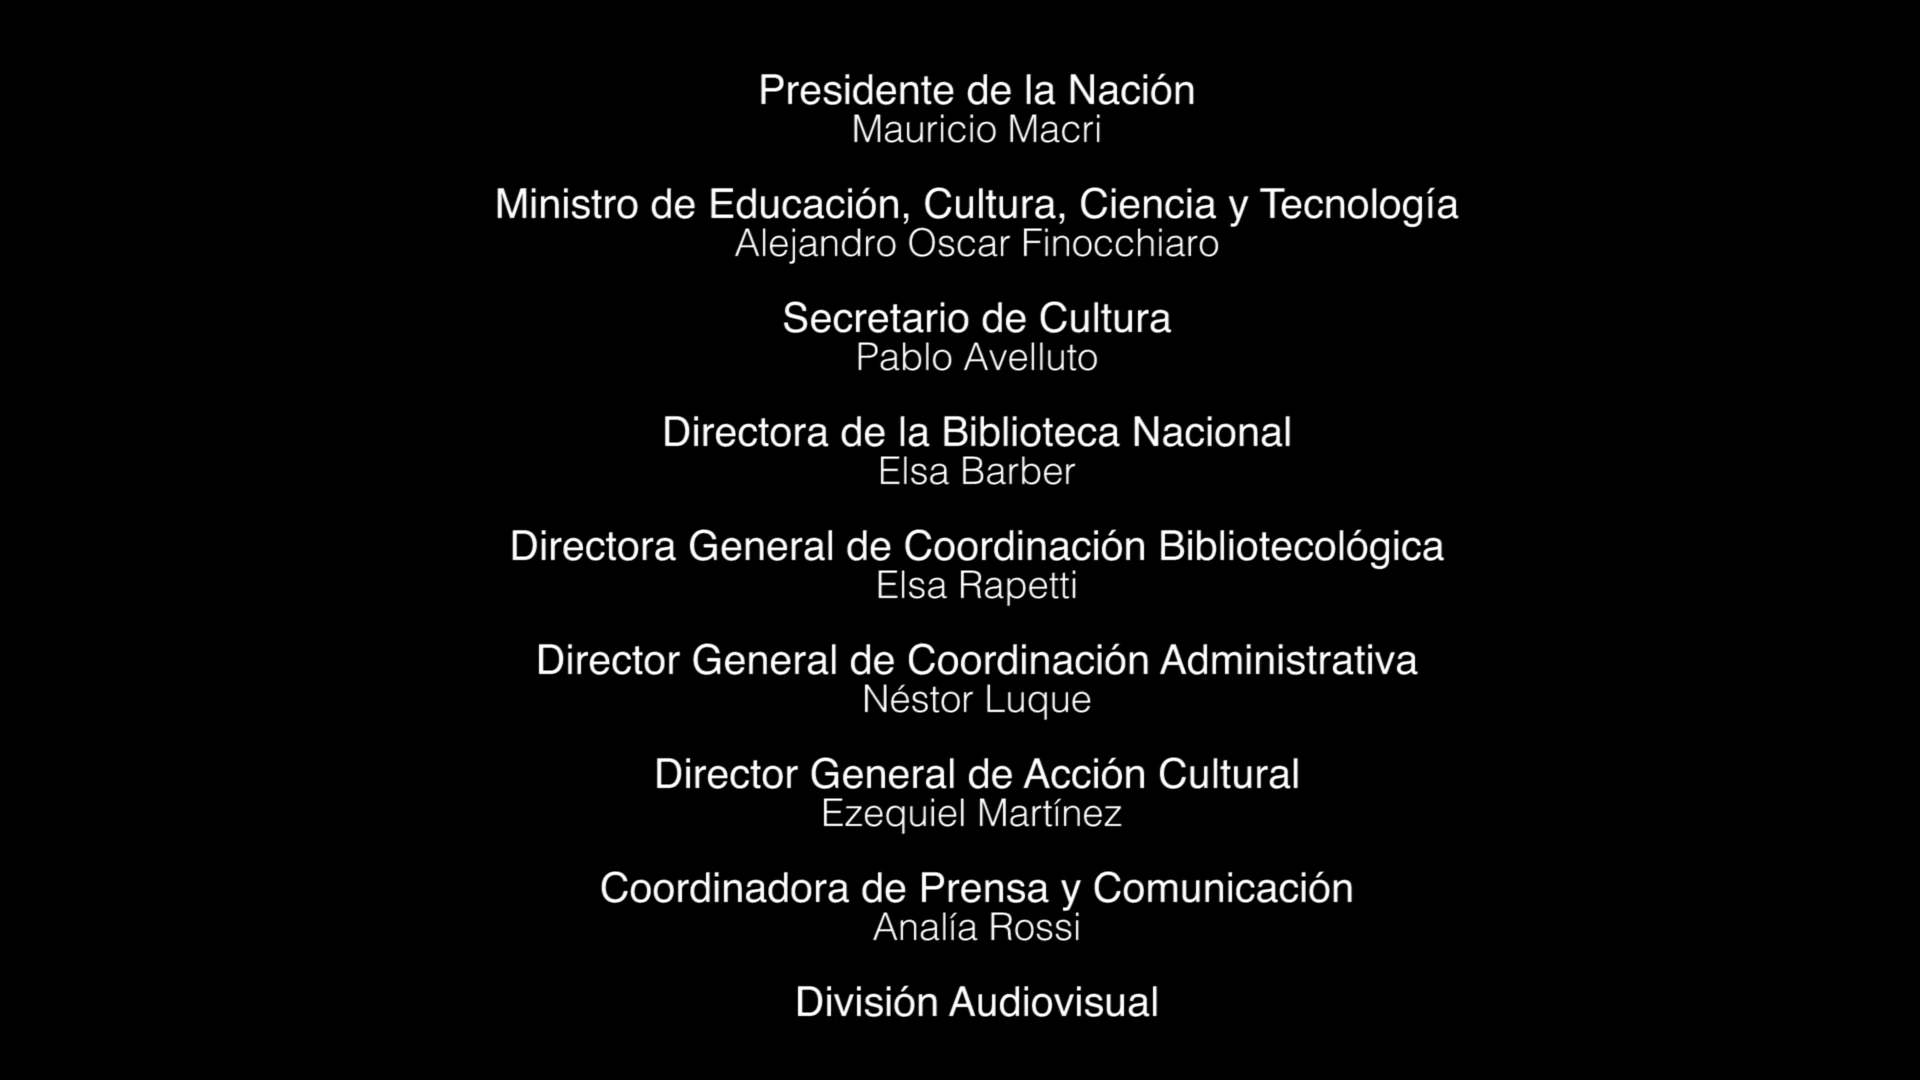 Presidente de la Nación
Mauricio Macri
Ministro de Educación, Cultura, Ciencia y Tecnología
Alejandro Oscar Finocchiaro
Secretario de Cultura
Pablo Avelluto
Directora de la Biblioteca Nacional
Elsa Barber
Directora General de Coordinación Bibliotecológica
Elsa Rapetti
Director General de Coordinación Administrativa
Néstor Luque
Director General de Acción Cultural
Ezequiel Martínez
Coordinadora de Prensa y Comunicación
Analía Rossi
División Audiovisual